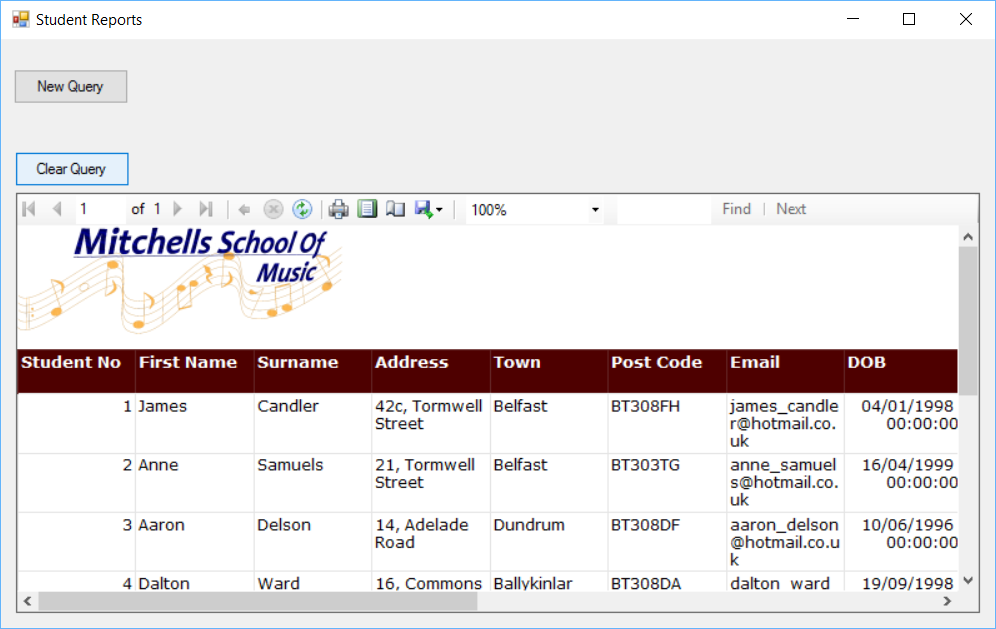 Student Reports
New Query
Clear Query
1 of 1 100% Find Next
Mitchells School Of
Music
Student No First Name Surname Address Town Post Code Email DOB
1 James Candler 42c, Tormwell Belfast BT308FH james_candle 04/01/1998
Street r@hotmail.co. 00:00:00
uk
2 Anne Samuels 21, Tormwell Belfast BT303TG anne_samuel 16/04/1999
Street s@hotmail.co. 00:00:00
uk
3 Aaron Delson 14, Adelade Dundrum BT308DF aaron_delson 10/06/1996
Road @hotmail.co.u 00:00:00
k
4 Dalton Ward 16, Commons Ballykinlar BT308DA dalton_ward 19/09/1998